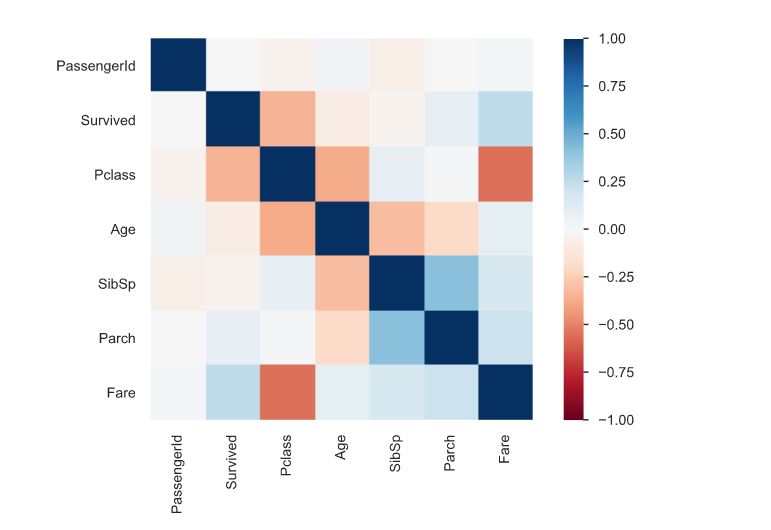 PassengerId
Survived
Pclass
Age
SibSp
Parch
Fare
PassengerId
Survived
Pclass
Age
SibSp
Parch
Fare
1.00
0.75
0.50
0.25
0.00
−0.25
−0.50
−0.75
−1.00